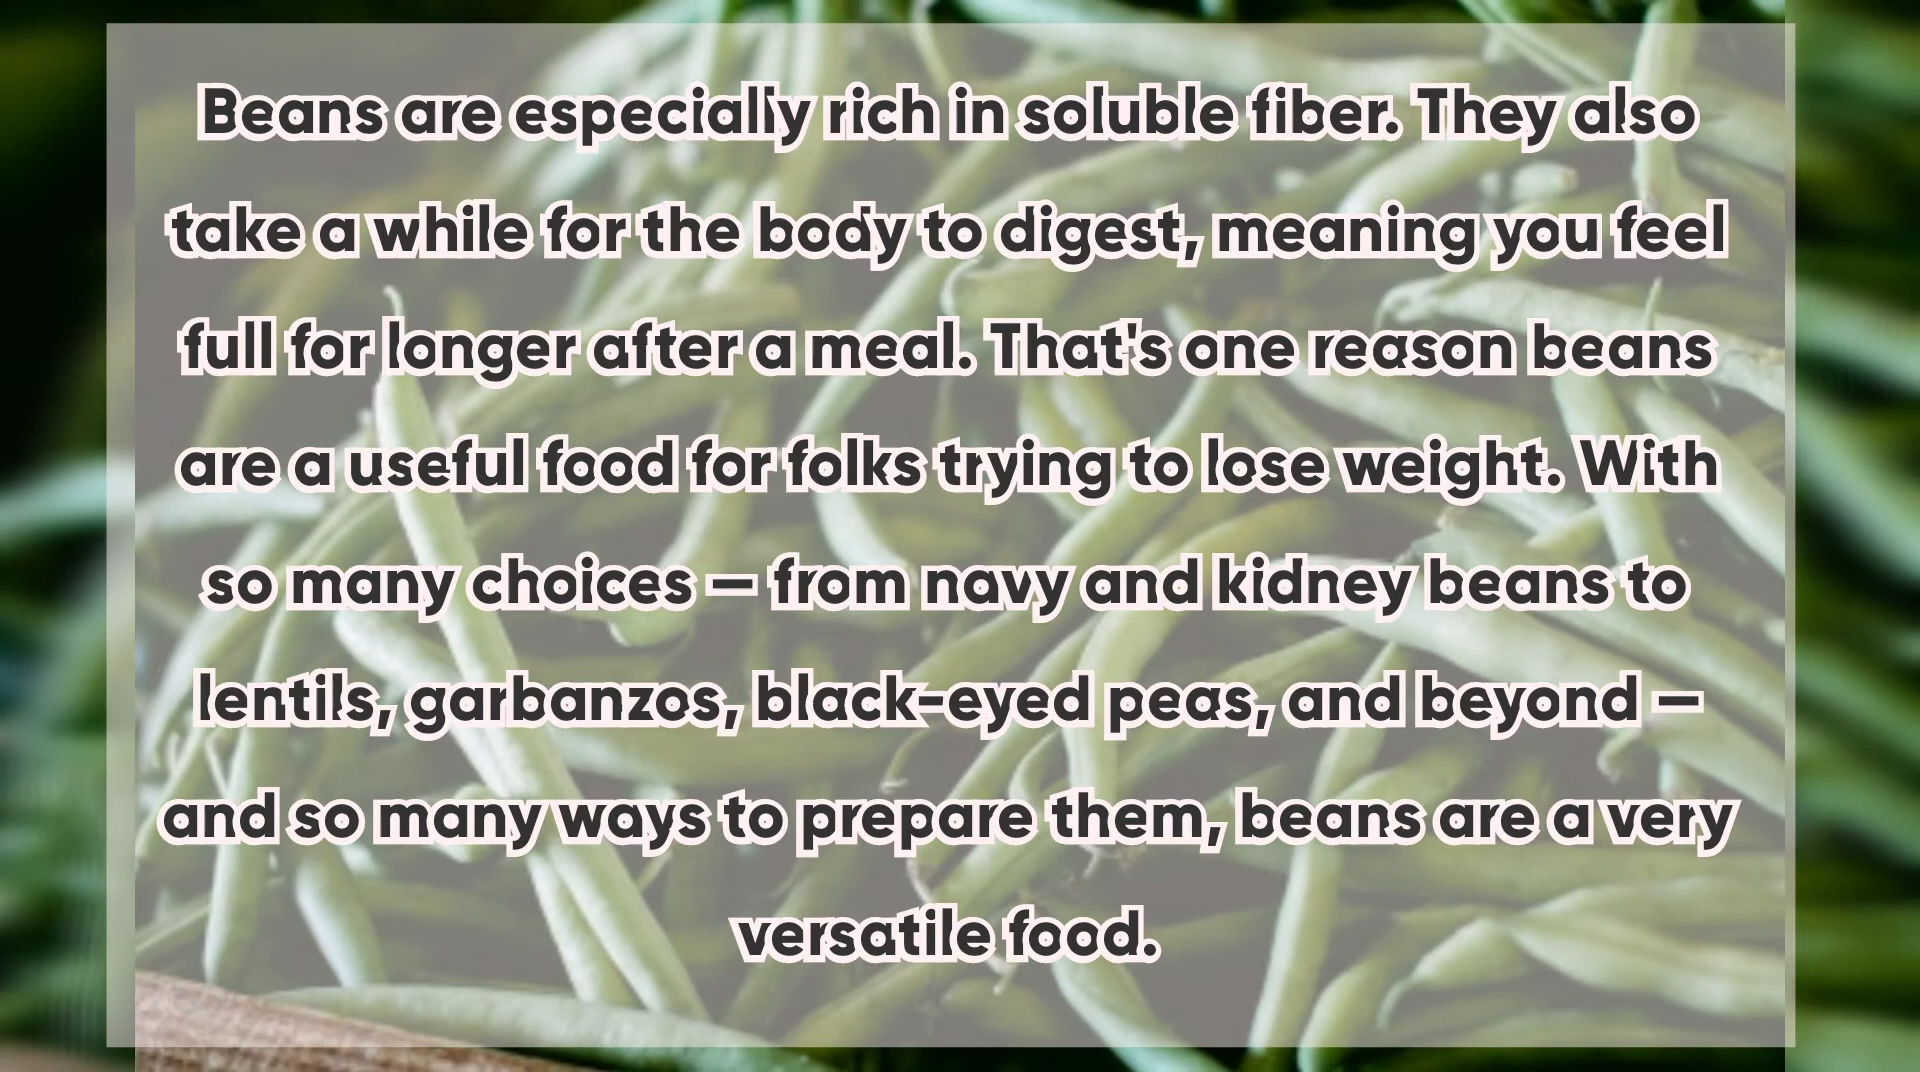 Beans are especially rich in soluble fiber. They also
take a while for the body to digest, meaning you feel
full for longer after a meal. That's one reason beans
are a useful food for folks trying to lose weight. With
so many choices — from navy and kidney beans to
lentils, garbanzos, black-eyed peas, and beyond —
and so many ways to prepare them, beans are a very
versatile food.